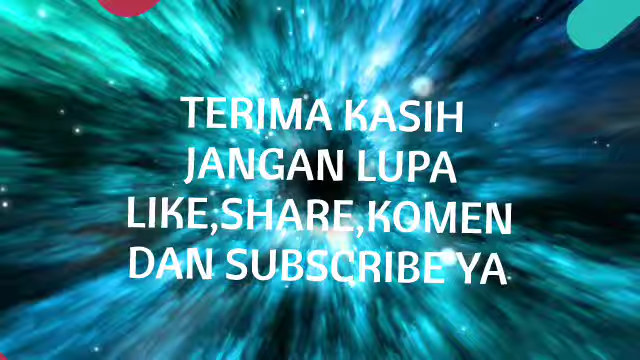 TERIMA KASIH
JANGAN LUPA
LIKE,SHARE,KOMEN
DAN SUBSCRIBE YA